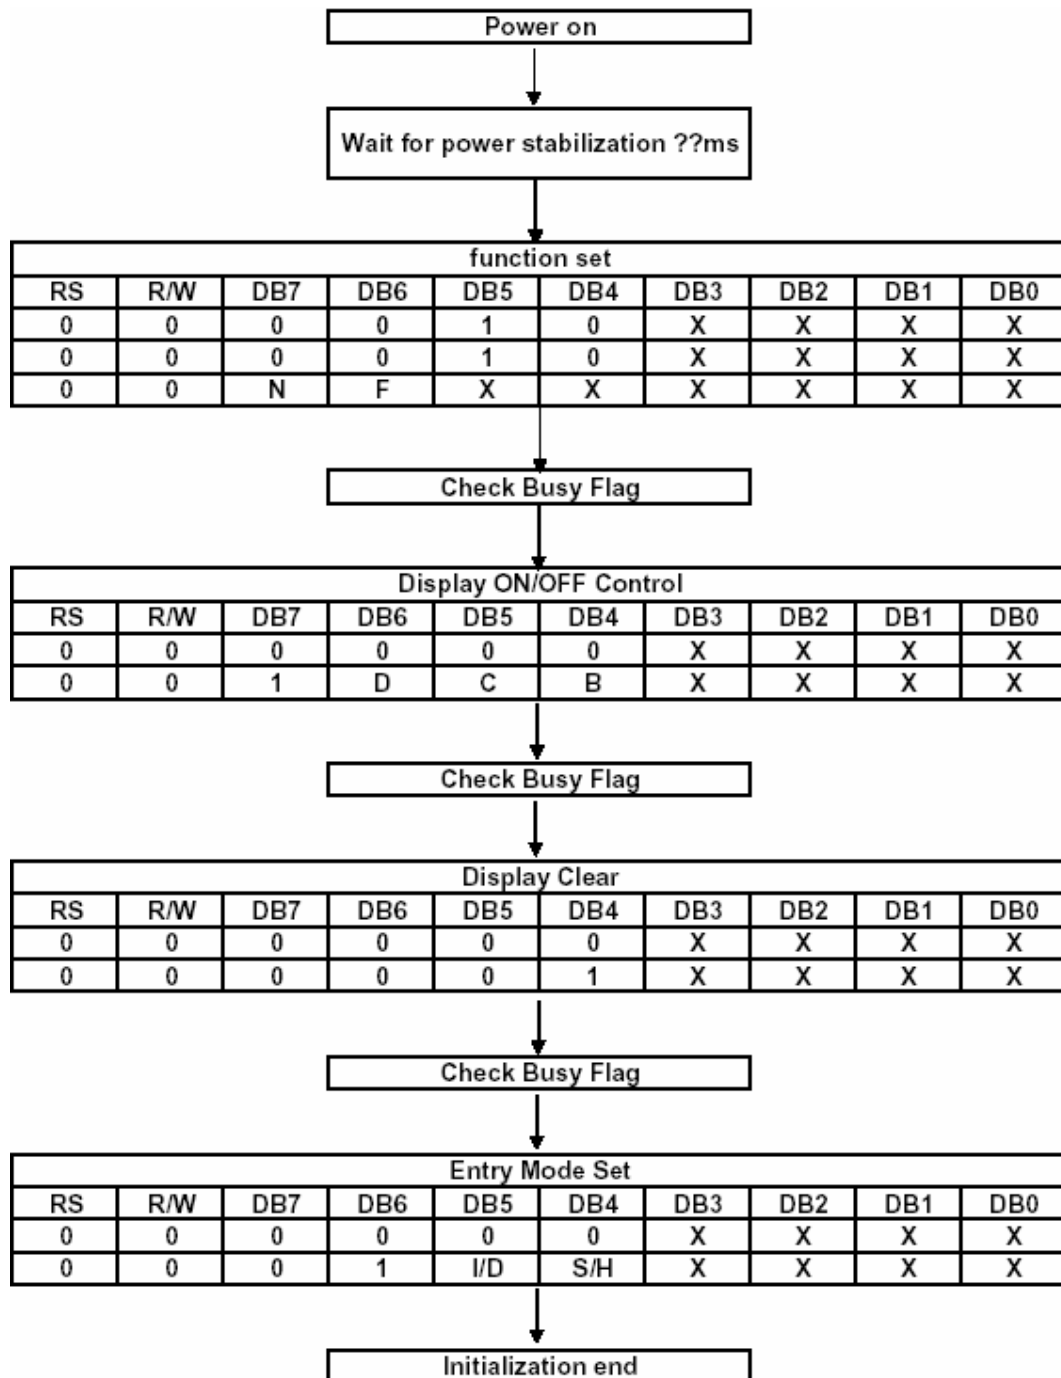 Power on
Wait for power stabilization ??ms
function set
RS R/W DB7 DB6 DB5 DB4 DB3 DB2 DB1 DB0
0 0 0 0 1 0 X X X X
0 0 0 0 1 0 X X X X
0 0 N F X X X X X X
Check Busy Flag
Display ON/OFF Control
RS R/W DB7 DB6 DB5 DB4 DB3 DB2 DB1 DB0
0 0 0 0 0 0 X X X X
0 0 1 D C B X X X X
Check Busy Flag
Display Clear
RS R/W DB7 DB6 DB5 DB4 DB3 DB2 DB1 DB0
0 0 0 0 0 0 X X X X
0 0 0 0 0 1 X X X X
Check Busy Flag
Entry Mode Set
RS R/W DB7 DB6 DB5 DB4 DB3 DB2 DB1 DB0
0 0 0 0 0 0 X X X X
0 0 0 1 I/D S/H X X X X
Initialization end